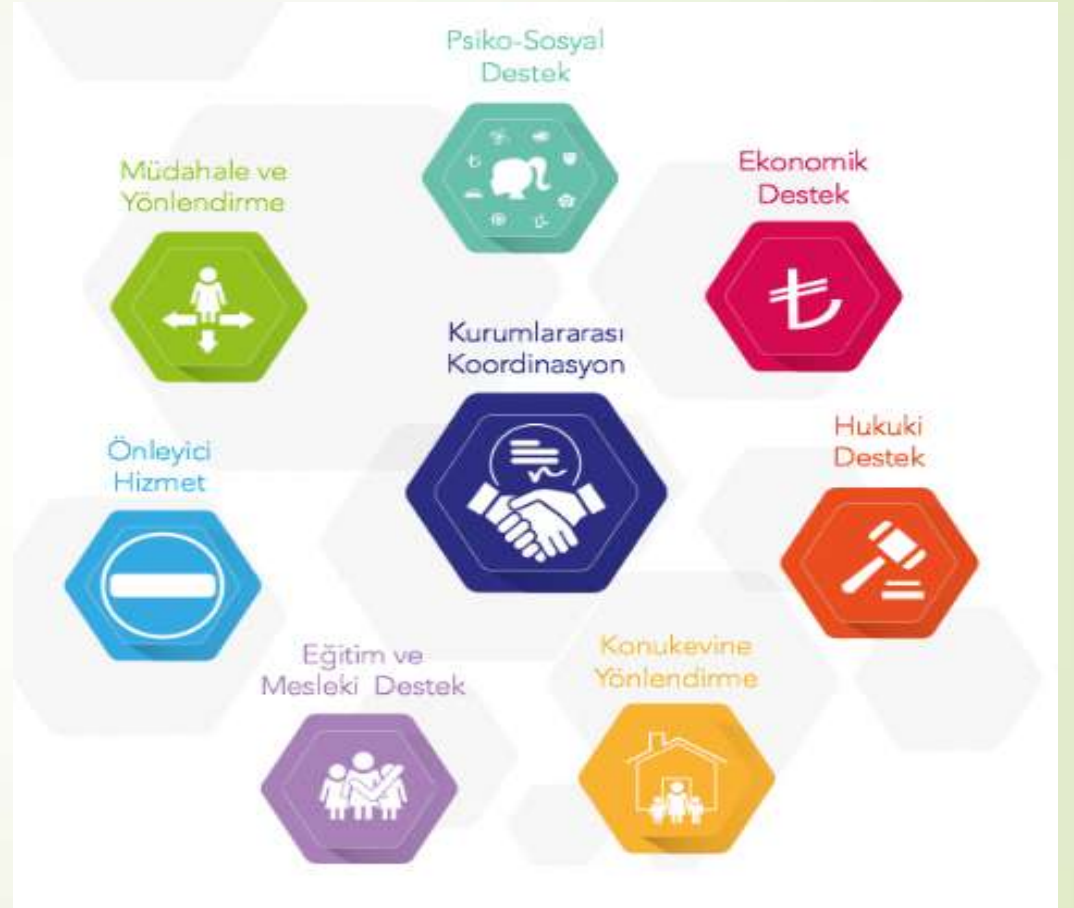 Psiko-Sosyal
Destek
Müdahale ve
Yönlendirme
Ekonomik
Destek
Kurumlararası
Koordinasyon
Önleyici
Hizmet
Hukuki
Destek
Eğitim ve
Mesleki Destek
Konukevine
Yönlendirme